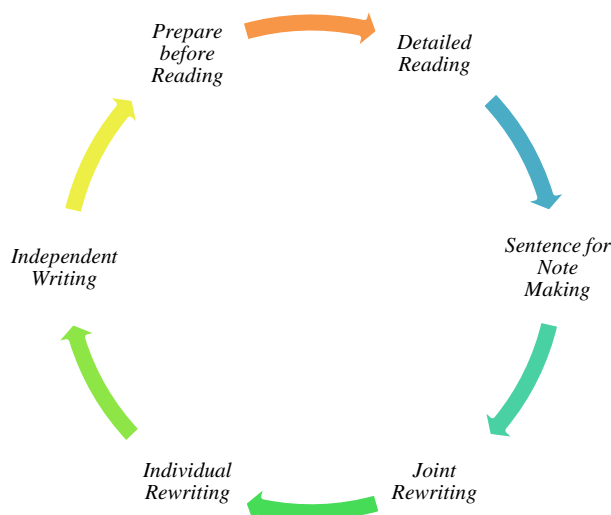 Prepare
before
Reading
Detailed
Reading
Sentence for
Note
Making
Joint
Rewriting
Individual
Rewriting
Independent
Writing